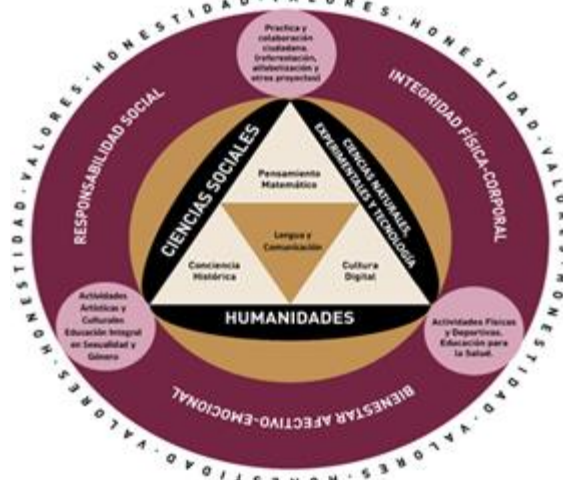 VALORES · HONESTIDAD · VALORES · HONESTIDAD · VALORES · HONESTIDAD · VALORES · HONESTIDAD · VALORES · HONESTIDAD
Practica y
colaboración
ciudadana.
(reforestación,
alfabetización y
otros proyectos)
RESPONSABILIDAD SOCIAL
INTEGRIDAD FÍSICA-CORPORAL
CIENCIAS SOCIALES
CIENCIAS NATURALES,
EXPERIMENTALES Y TECNOLOGÍA
Pensamiento
Matemático
Lengua y
Comunicación
Conciencia
Histórica
Cultura
Digital
HUMANIDADES
Actividades
Artísticas y
Culturales
Educación Integral
en Sexualidad y
Género
Actividades Físicas
y Deportivas.
Educación para
la Salud.
BIENESTAR AFECTIVO-EMOCIONAL